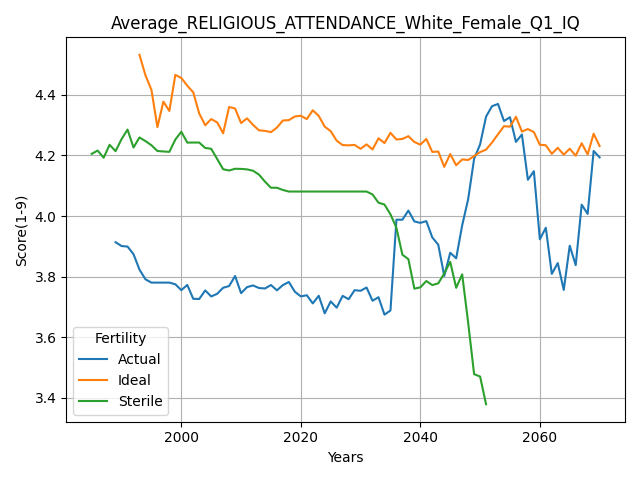 Average_RELIGIOUS_ATTENDANCE_White_Female_Q1_IQ
Score(1-9)
4.4
4.2
4.0
3.8
3.6
3.4
Fertility
Actual
Ideal
Sterile
2000
2020
2040
2060
Years